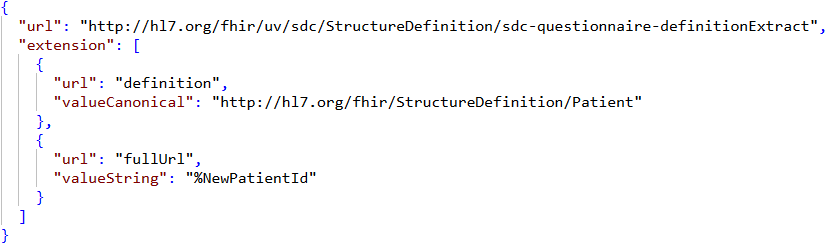 {
"url": "http://hl7.org/fhir/uv/sdc/StructureDefinition/sdc-questionnaire-definitionExtract",
"extension": [
{
"url": "definition",
"valueCanonical": "http://hl7.org/fhir/StructureDefinition/Patient"
},
{
"url": "fullUrl",
"valueString": "%NewPatientId"
}
]
}